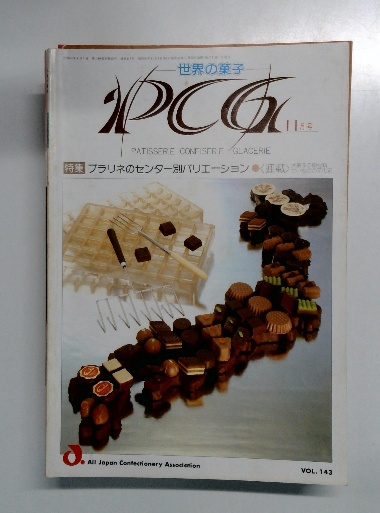 世界の菓子
PCG
11月号
PATISSERIE CONFISERIE GLACERIE
特集 プラリネのセンター別バリエーション ●〈連載〉
a. All Japan Confectionery Association
VOL. 143